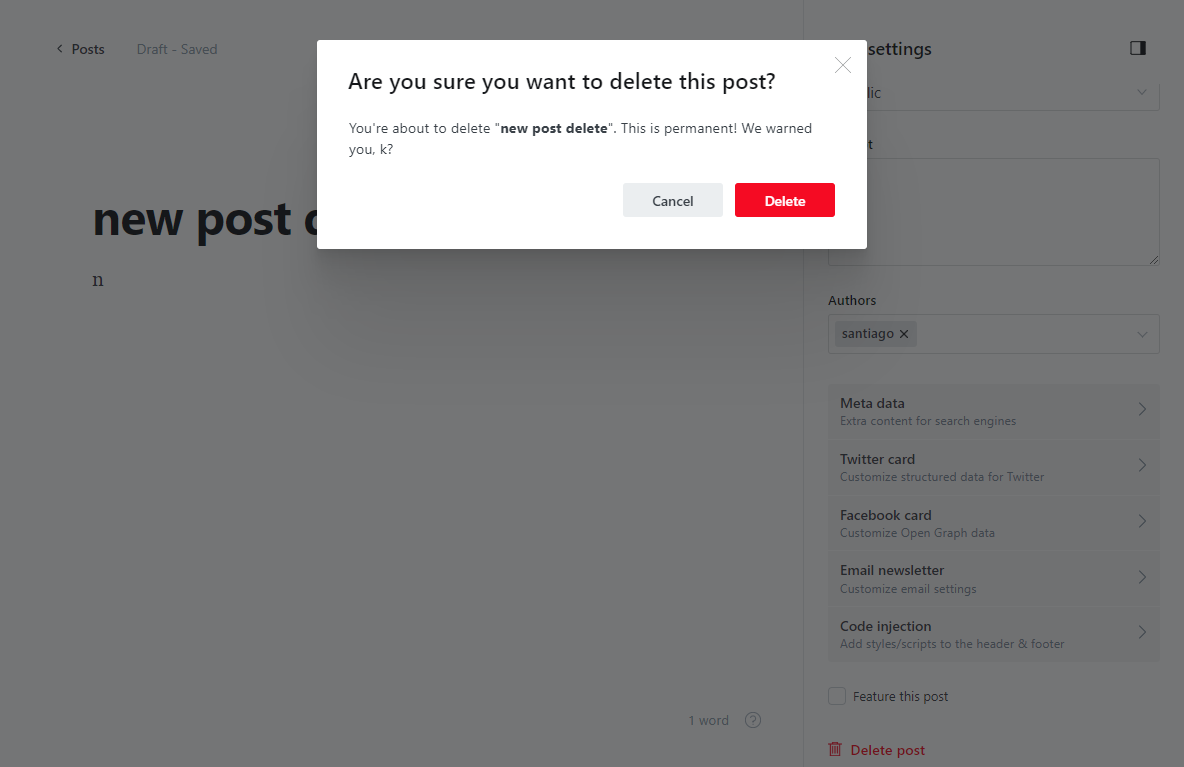 Posts
Draft - Saved
settings
Are you sure you want to delete this post?
You're about to delete "new post delete". This is permanent! We warned
you, k?
Cancel
Delete
new post
n
Authors
santiago
Meta data
Extra content for search engines
Twitter card
Customize structured data for Twitter
Facebook card
Customize Open Graph data
Email newsletter
Customize email settings
Code injection
Add styles/scripts to the header & footer
Feature this post
1 word
Delete post